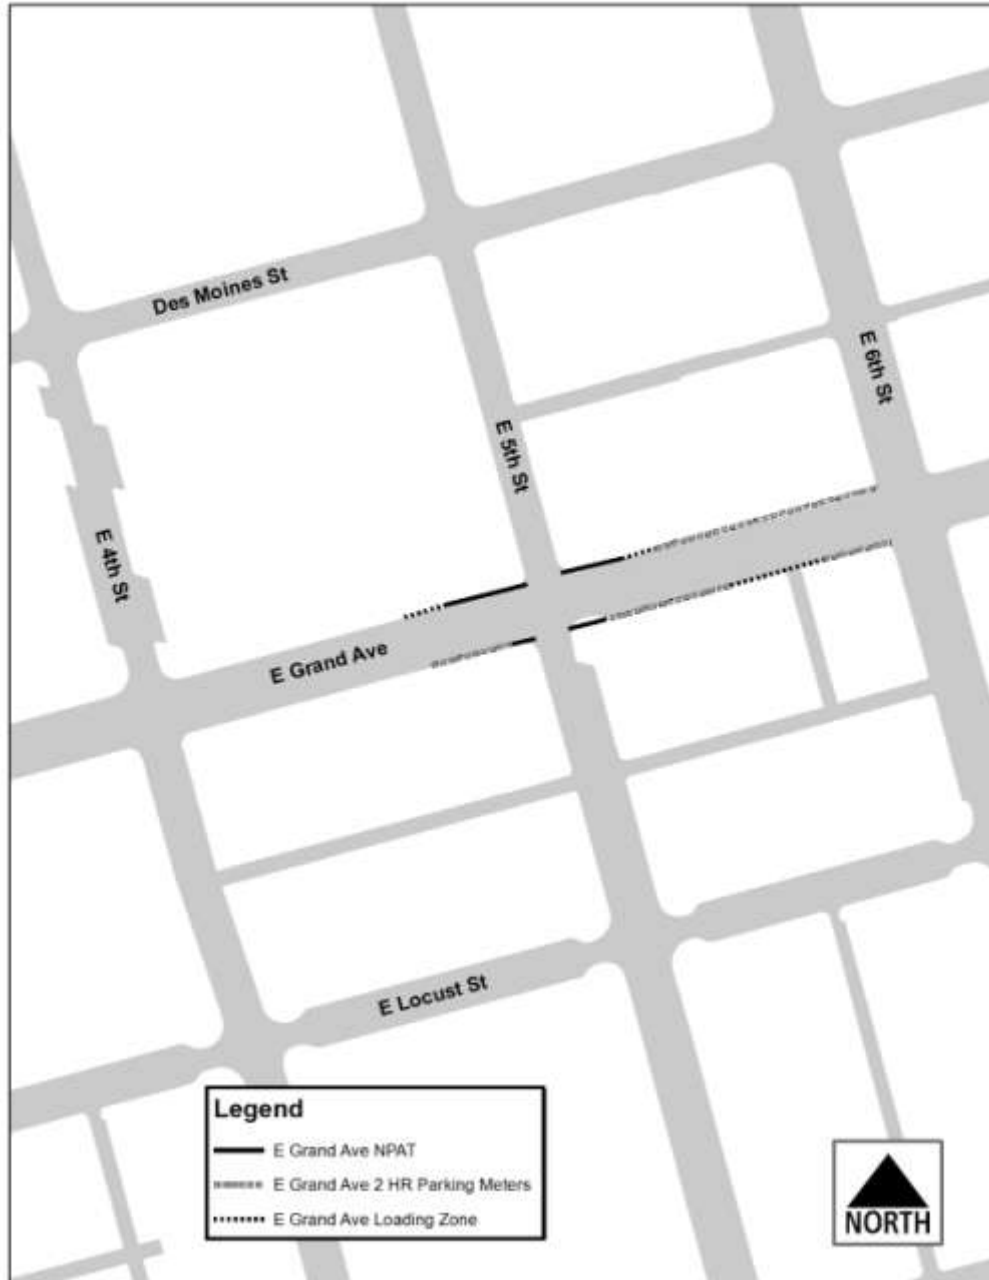 Des Moines St
E 6th St
E 5th St
E 4th St
E Grand Ave
E Locust St
Legend
E Grand Ave NPAT
E Grand Ave 2 HR Parking Meters
E Grand Ave Loading Zone
NORTH